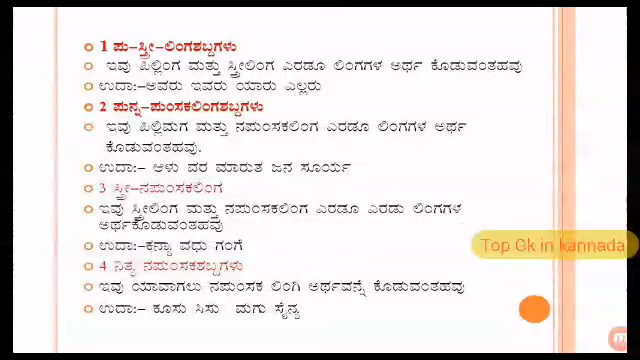 1 ಪು-ಸ್ತ್ರೀ-ಲಿಂಗಶಬ್ದಗಳು
ಇವು ಪಿಲ್ಲಿಂಗ ಮತ್ತು ಸ್ತ್ರೀಲಿಂಗ ಎರಡೂ ಲಿಂಗಗಳ ಅರ್ಥ ಕೊಡುವಂತಹವು
ಉದಾ:-ಅವರು ಇವರು ಯಾರು ಎಲ್ಲರು
2 ಪುನ್ನ-ಪುಂಸಕಲಿಂಗಶಬ್ದಗಳು
ಇವು ಪಿಲ್ಲಿಮಗ ಮತ್ತು ನಪುಂಸಕಲಿಂಗ ಎರಡೂ ಲಿಂಗಗಳ ಅರ್ಥ
ಕೊಡುವಂತಹವು.
ಉದಾ:- ಆಳು ವರ ಮಾರುತ ಜನ ಸೂರ್ಯ
3 ಸ್ತ್ರೀ-ನಪುಂಸಕಲಿಂಗ
ಇವು ಸ್ತ್ರೀಲಿಂಗ ಮತ್ತು ನಪುಂಸಕಲಿಂಗ ಎರಡೂ ಎರಡು ಲಿಂಗಗಳ
ಅರ್ಥಕೊಡುವಂತಹವು
ಉದಾ:-ಕನ್ಯಾ ವಧು ಗಂಗೆ
Top Gk in kannada
4 ನಿತ್ಯ ನಪುಂಸಕಶಬ್ದಗಳು
ಇವು ಯಾವಾಗಲು ನಪುಂಸಕ ಲಿಂಗಿ ಅರ್ಥವನ್ನೆ ಕೊಡುವಂತಹವು
ಉದಾ:- ಕೂಸು ಸಿಸು ಮಗು ಸೈನ್ಯ